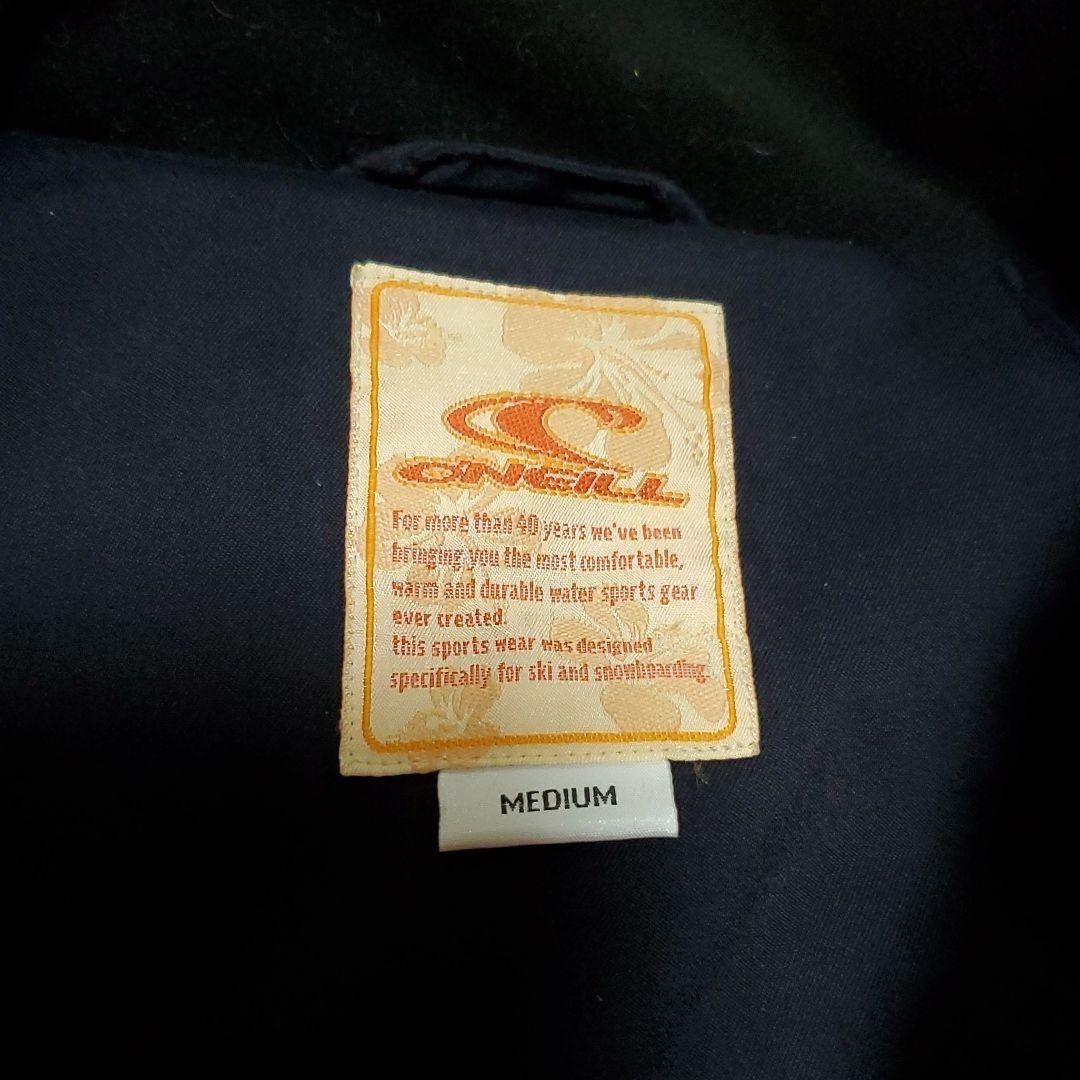 O'NEILL
For more than 40 years we've been
bringing you the most comfortable,
warm and durable water sports gear
ever created.
this sports wear was designed
specifically for ski and snowboarding.
MEDIUM